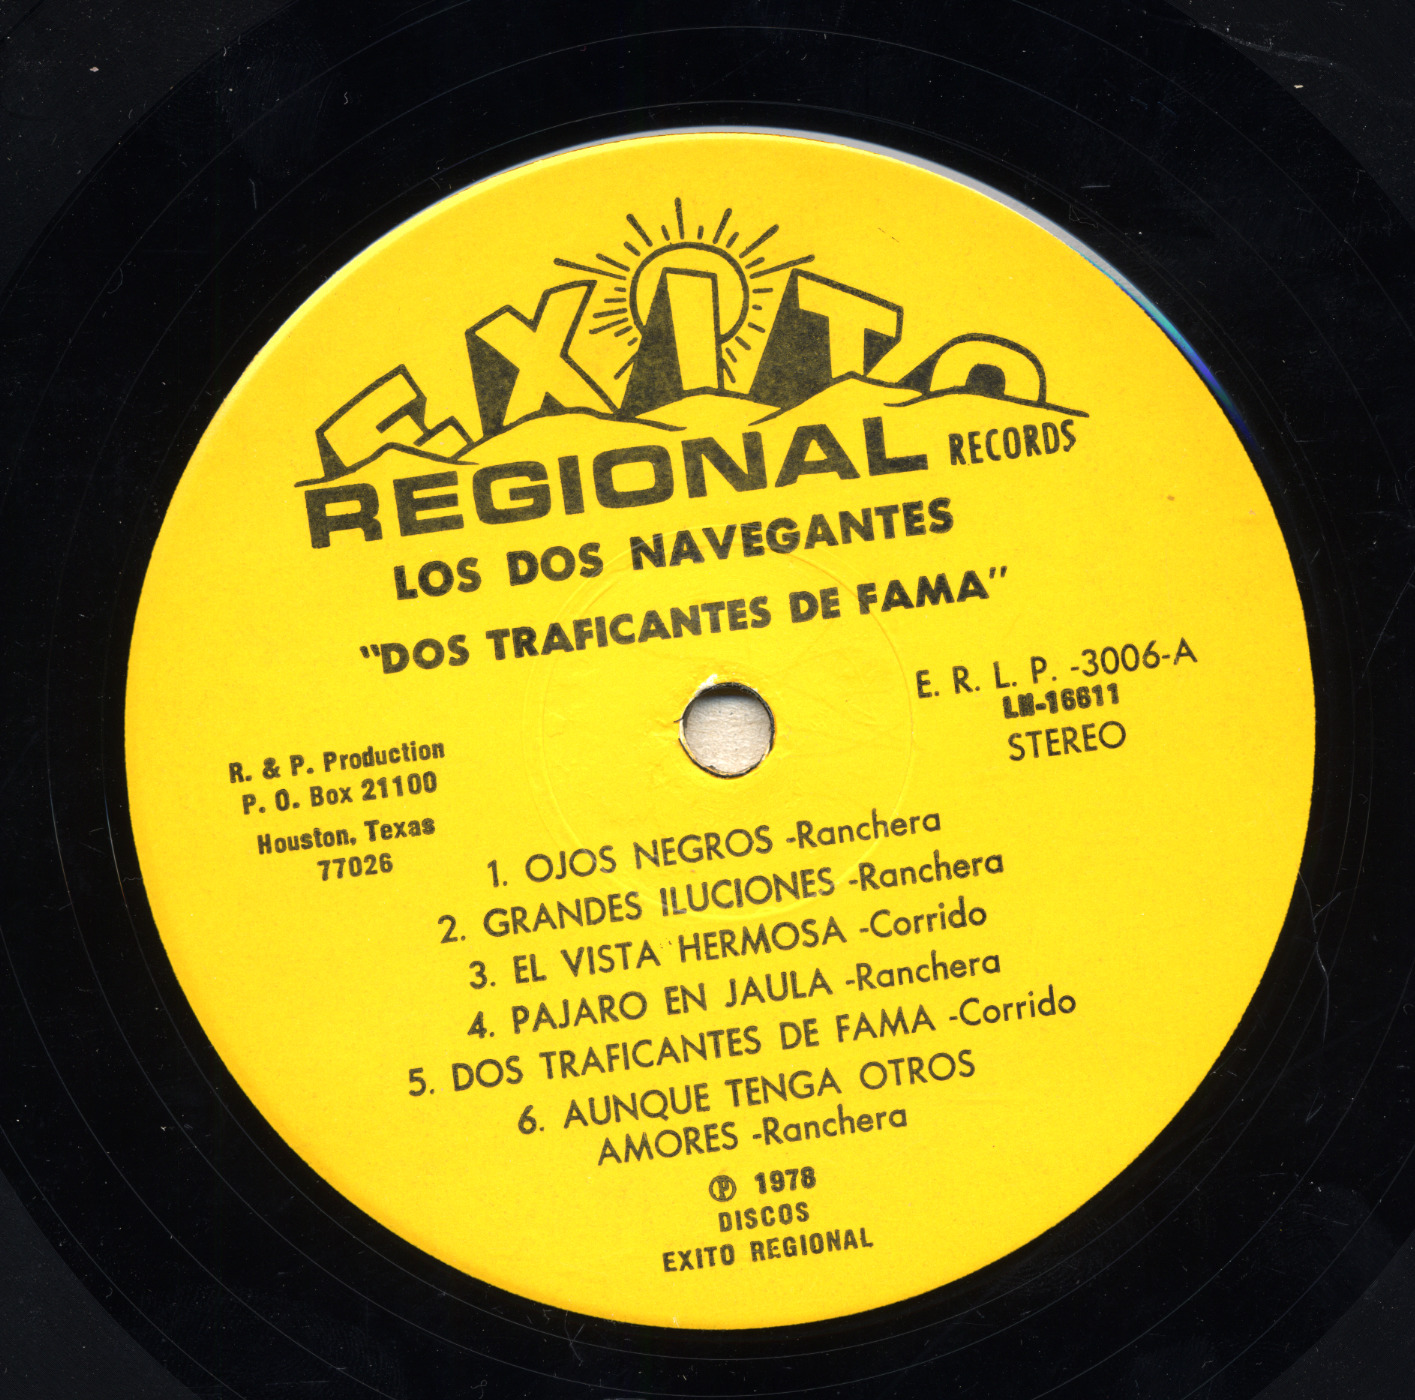 EXITO
REGIONAL RECORDS
LOS DOS NAVEGANTES
"DOS TRAFICANTES DE FAMA"
E. R. L. P. -3006-A
LN-16611
STEREO
R. & P. Production
P. O. Box 21100
Houston, Texas
77026
1. OJOS NEGROS -Ranchera
2. GRANDES ILUCIONES -Ranchera
3. EL VISTA HERMOSA -Corrido
4. PAJARO EN JAULA -Ranchera
5. DOS TRAFICANTES DE FAMA -Corrido
6. AUNQUE TENGA OTROS
AMORES -Ranchera
℗ 1978
DISCOS
EXITO REGIONAL